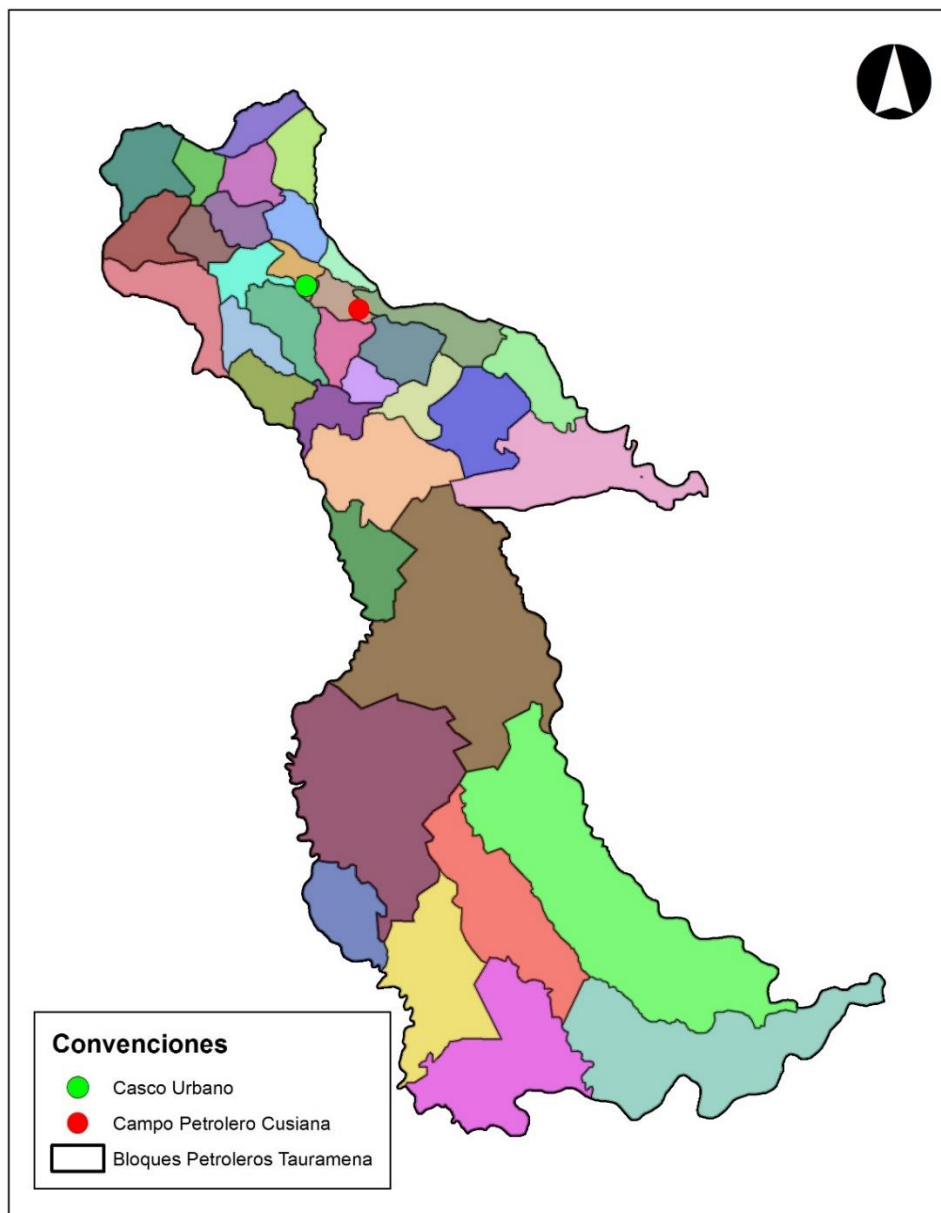 Convenciones
Casco Urbano
Campo Petrolero Cusiana
Bloques Petroleros Tauramena